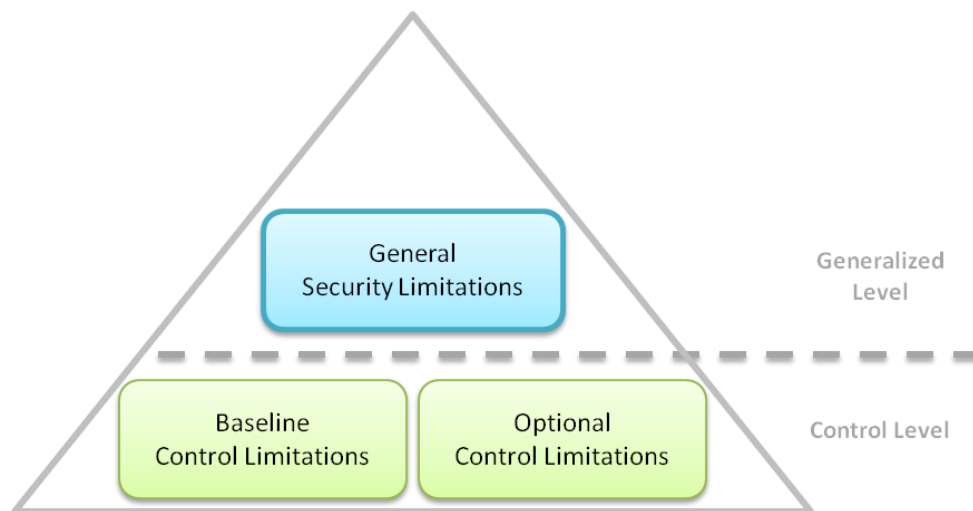 General
Security Limitations
Generalized
Level
Baseline
Control Limitations
Optional
Control Limitations
Control Level